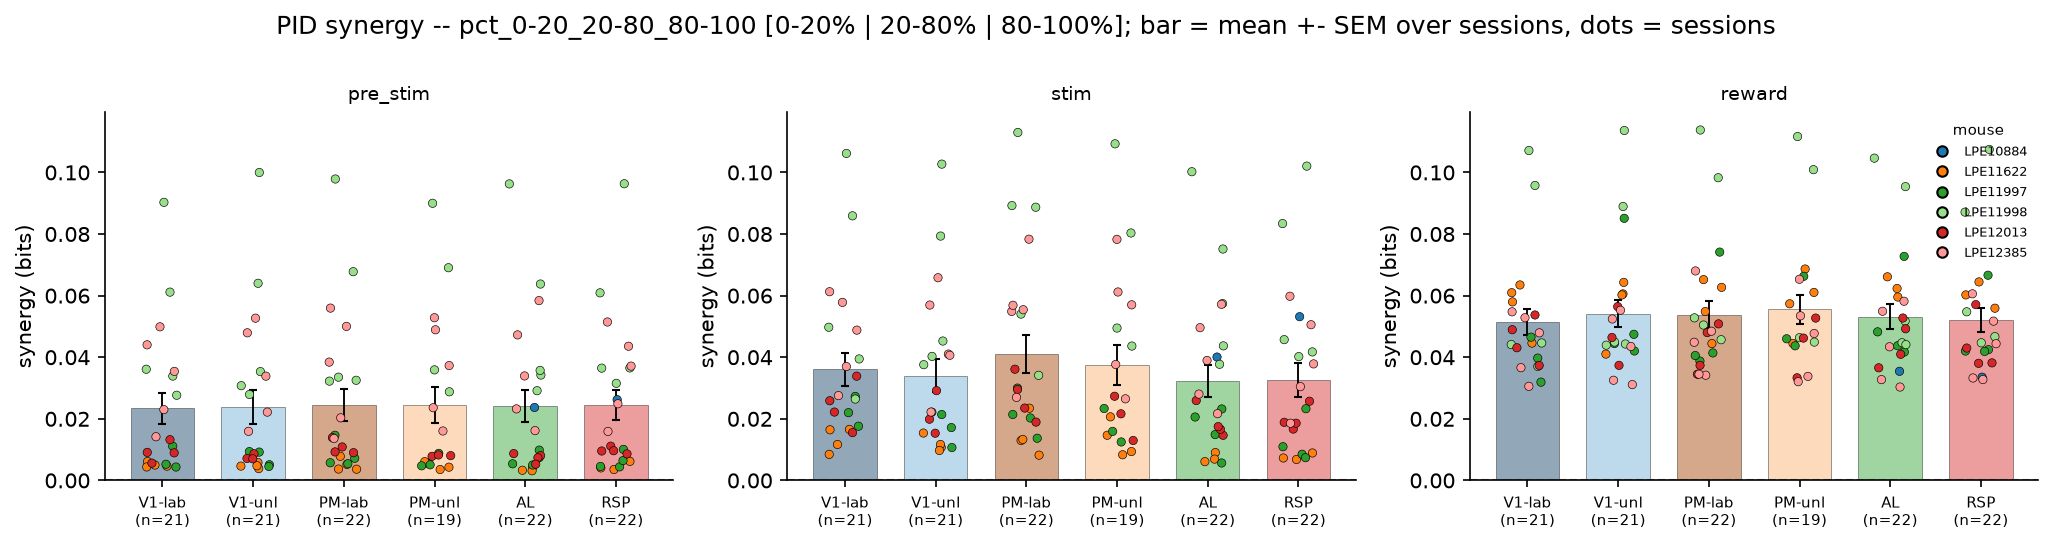 PID synergy -- pct_0-20_20-80_80-100 [0-20% | 20-80% | 80-100%]; bar = mean +- SEM over sessions, dots = sessions
pre_stim
synergy (bits)
0.10
0.08
0.06
0.04
0.02
0.00
V1-lab
(n=21)
V1-unl
(n=21)
PM-lab
(n=22)
PM-unl
(n=19)
AL
(n=22)
RSP
(n=22)
stim
synergy (bits)
0.10
0.08
0.06
0.04
0.02
0.00
V1-lab
(n=21)
V1-unl
(n=21)
PM-lab
(n=22)
PM-unl
(n=19)
AL
(n=22)
RSP
(n=22)
reward
synergy (bits)
0.10
0.08
0.06
0.04
0.02
0.00
V1-lab
(n=21)
V1-unl
(n=21)
PM-lab
(n=22)
PM-unl
(n=19)
AL
(n=22)
RSP
(n=22)
mouse
LPE10884
LPE11622
LPE11997
LPE11998
LPE12013
LPE12385